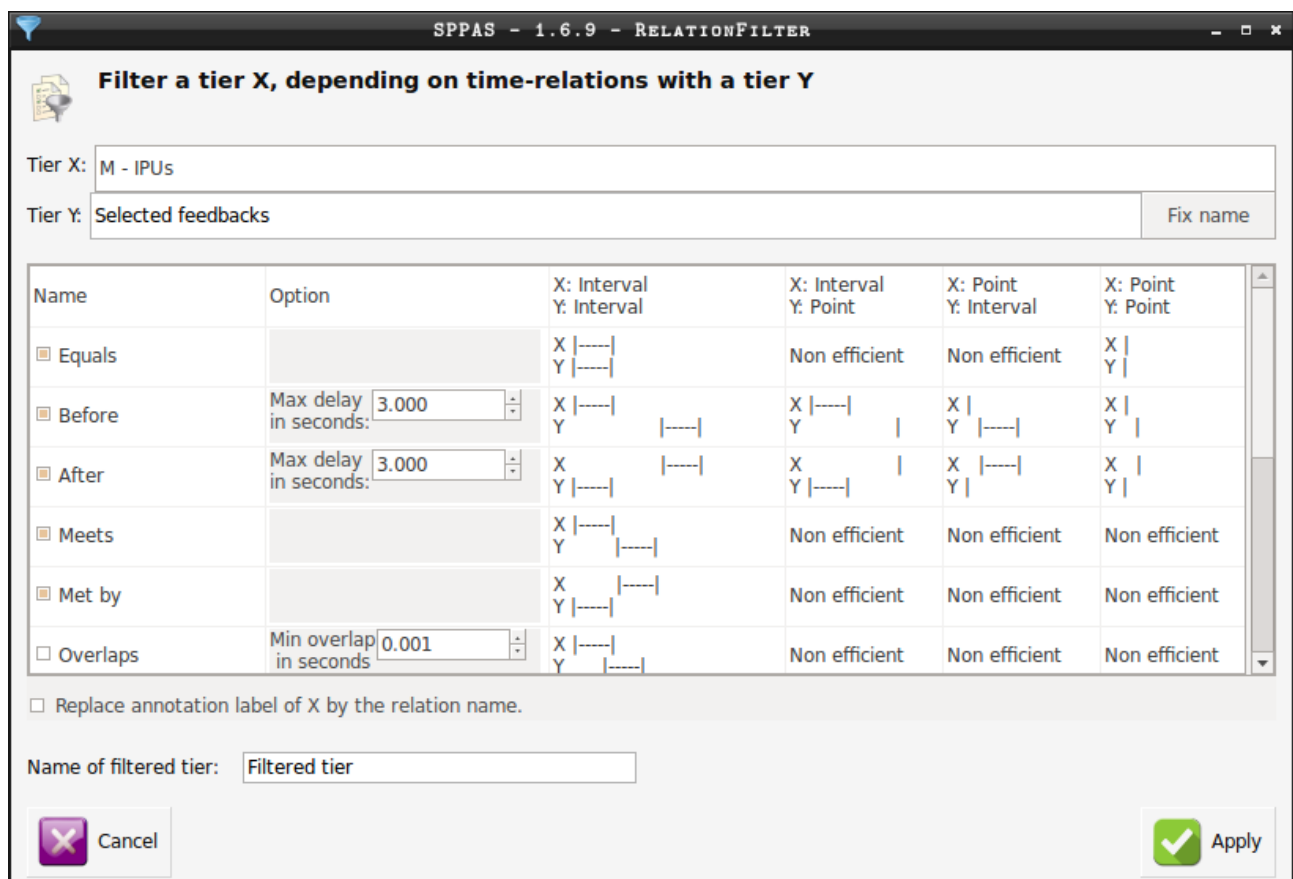 SPPAS - 1.6.9 - RelationFilter
Filter a tier X, depending on time-relations with a tier Y
Tier X: M - IPUs
Tier Y: Selected feedbacks Fix name
Name Option X: Interval X: Interval X: Point X: Point
Y: Interval Y: Point Y: Interval Y: Point
Equals X |-----| Non efficient Non efficient X |
Y |-----| Y |
Before Max delay in seconds: 3.000 X |-----| X |-----| X | X |
Y |-----| Y | Y |-----| Y |
After Max delay in seconds: 3.000 X |-----| X | X |-----| X |
Y |-----| Y |-----| Y | Y |
Meets X |-----| Non efficient Non efficient Non efficient
Y |-----|
Met by X |-----| Non efficient Non efficient Non efficient
Y |-----|
Overlaps Min overlap in seconds 0.001 X |-----| Non efficient Non efficient Non efficient
Y |-----|
Replace annotation label of X by the relation name.
Name of filtered tier: Filtered tier
Cancel Apply